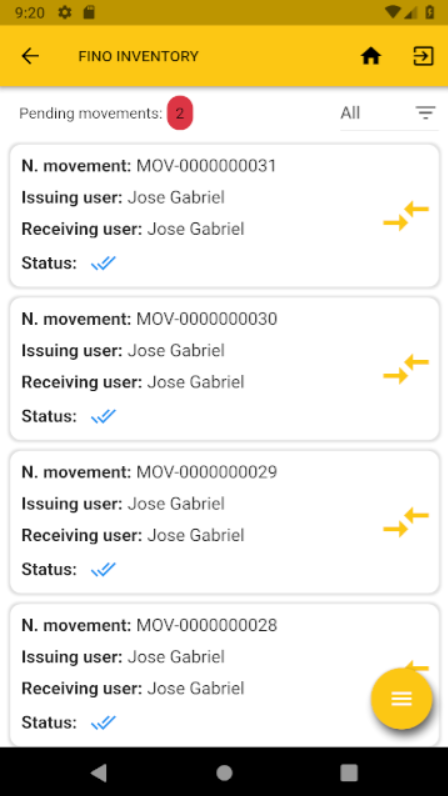 9:20
FINO INVENTORY
Pending movements: 2
All
N. movement: MOV-0000000031
Issuing user: Jose Gabriel
Receiving user: Jose Gabriel
Status:
N. movement: MOV-0000000030
Issuing user: Jose Gabriel
Receiving user: Jose Gabriel
Status:
N. movement: MOV-0000000029
Issuing user: Jose Gabriel
Receiving user: Jose Gabriel
Status:
N. movement: MOV-0000000028
Issuing user: Jose Gabriel
Receiving user: Jose Gabriel
Status: